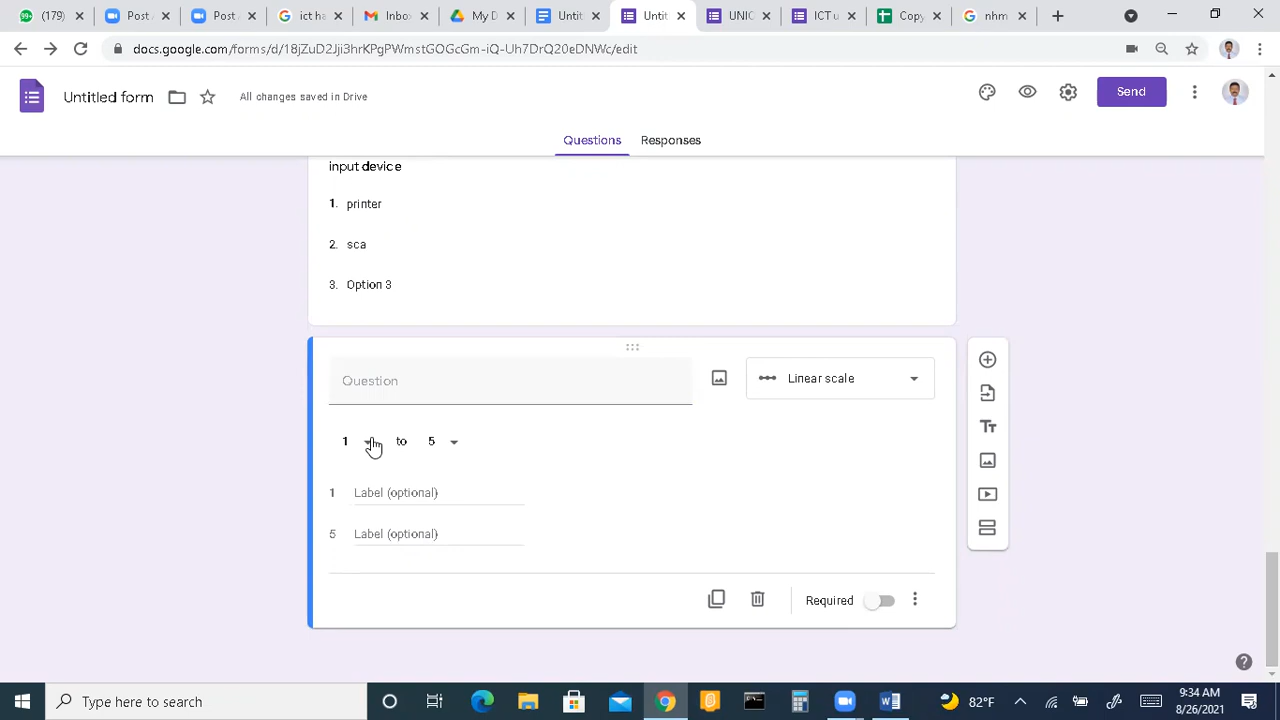 (179)
Post
Post
ict ha
Inbo
My D
Untit
Untit
UNIC
ICT u
Copy
nhm
docs.google.com/forms/d/18jZuD2Jji3hrKPgPWmstGOGcGm-iQ-Uh7DrQ20eDNWc/edit
Untitled form
All changes saved in Drive
Send
Questions Responses
input device
1. printer
2. sca
3. Option 3
Question
Linear scale
1 to 5
1 Label (optional)
5 Label (optional)
Required
Type here to search
82°F
9:34 AM
8/26/2021